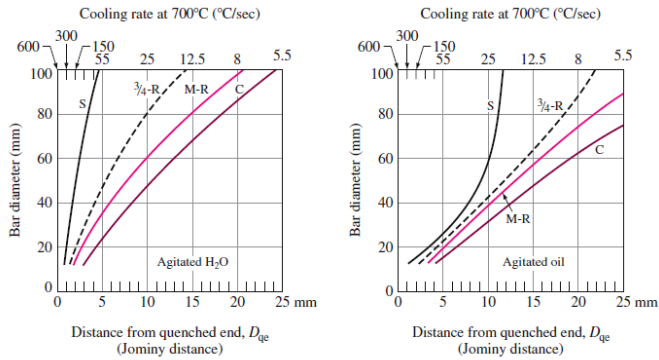 Cooling rate at 700°C (°C/sec)
600 300 150 55 25 12.5 8 5.5
100
80
60
40
20
0
Bar diameter (mm)
S
¾-R
M-R
C
Agitated H₂O
0 5 10 15 20 25 mm
Distance from quenched end, Dqe
(Jominy distance)
Cooling rate at 700°C (°C/sec)
600 300 150 55 25 12.5 8 5.5
100
80
60
40
20
0
Bar diameter (mm)
S
¾-R
C
M-R
Agitated oil
0 5 10 15 20 25 mm
Distance from quenched end, Dqe
(Jominy distance)